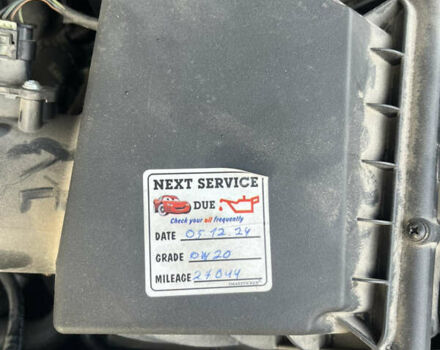 NEXT SERVICE
DUE
Check your oil frequently
DATE 05.12.24
GRADE 0W20
MILEAGE 27044